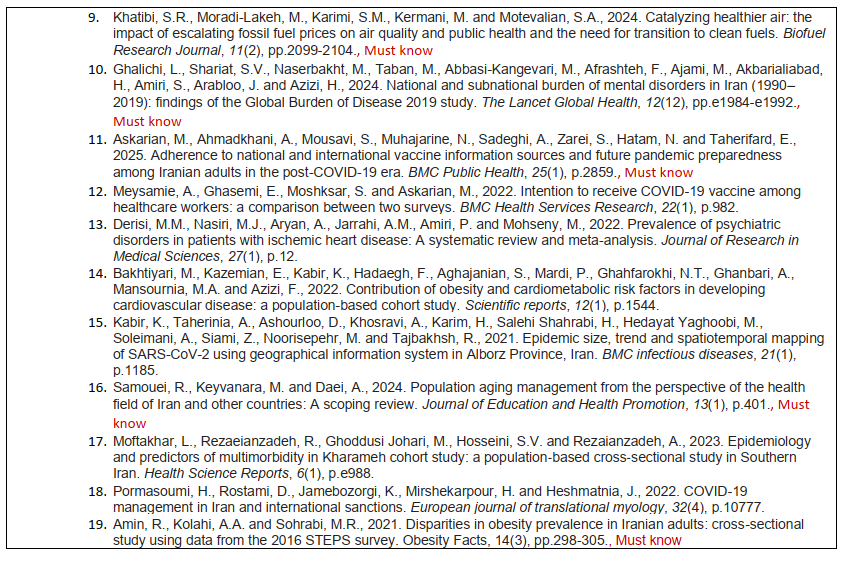 9. Khatibi, S.R., Moradi-Lakeh, M., Karimi, S.M., Kermani, M. and Motevalian, S.A., 2024. Catalyzing healthier air: the
impact of escalating fossil fuel prices on air quality and public health and the need for transition to clean fuels. Biofuel
Research Journal, 11(2), pp.2099-2104., Must know
10. Ghalichi, L., Shariat, S.V., Naserbakht, M., Taban, M., Abbasi-Kangevari, M., Afrashteh, F., Ajami, M., Akbarialiabad,
H., Amiri, S., Arabloo, J. and Azizi, H., 2024. National and subnational burden of mental disorders in Iran (1990–
2019): findings of the Global Burden of Disease 2019 study. The Lancet Global Health, 12(12), pp.e1984-e1992.,
Must know
11. Askarian, M., Ahmadkhani, A., Mousavi, S., Muhajarine, N., Sadeghi, A., Zarei, S., Hatam, N. and Taherifard, E.,
2025. Adherence to national and international vaccine information sources and future pandemic preparedness
among Iranian adults in the post-COVID-19 era. BMC Public Health, 25(1), p.2859., Must know
12. Meysamie, A., Ghasemi, E., Moshksar, S. and Askarian, M., 2022. Intention to receive COVID-19 vaccine among
healthcare workers: a comparison between two surveys. BMC Health Services Research, 22(1), p.982.
13. Derisi, M.M., Nasiri, M.J., Aryan, A., Jarrahi, A.M., Amiri, P. and Mohseny, M., 2022. Prevalence of psychiatric
disorders in patients with ischemic heart disease: A systematic review and meta-analysis. Journal of Research in
Medical Sciences, 27(1), p.12.
14. Bakhtiyari, M., Kazemian, E., Kabir, K., Hadaegh, F., Aghajanian, S., Mardi, P., Ghahfarokhi, N.T., Ghanbari, A.,
Mansournia, M.A. and Azizi, F., 2022. Contribution of obesity and cardiometabolic risk factors in developing
cardiovascular disease: a population-based cohort study. Scientific reports, 12(1), p.1544.
15. Kabir, K., Taherinia, A., Ashourloo, D., Khosravi, A., Karim, H., Salehi Shahrabi, H., Hedayat Yaghoobi, M.,
Soleimani, A., Siami, Z., Noorisepehr, M. and Tajbakhsh, R., 2021. Epidemic size, trend and spatiotemporal mapping
of SARS-CoV-2 using geographical information system in Alborz Province, Iran. BMC infectious diseases, 21(1),
p.1185.
16. Samouei, R., Keyvanara, M. and Daei, A., 2024. Population aging management from the perspective of the health
field of Iran and other countries: A scoping review. Journal of Education and Health Promotion, 13(1), p.401., Must
know
17. Moftakhar, L., Rezaeianzadeh, R., Ghoddusi Johari, M., Hosseini, S.V. and Rezaianzadeh, A., 2023. Epidemiology
and predictors of multimorbidity in Kharameh cohort study: a population-based cross-sectional study in Southern
Iran. Health Science Reports, 6(1), p.e988.
18. Pormasoumi, H., Rostami, D., Jamebozorgi, K., Mirshekarpour, H. and Heshmatnia, J., 2022. COVID-19
management in Iran and international sanctions. European journal of translational myology, 32(4), p.10777.
19. Amin, R., Kolahi, A.A. and Sohrabi, M.R., 2021. Disparities in obesity prevalence in Iranian adults: cross-sectional
study using data from the 2016 STEPS survey. Obesity Facts, 14(3), pp.298-305., Must know